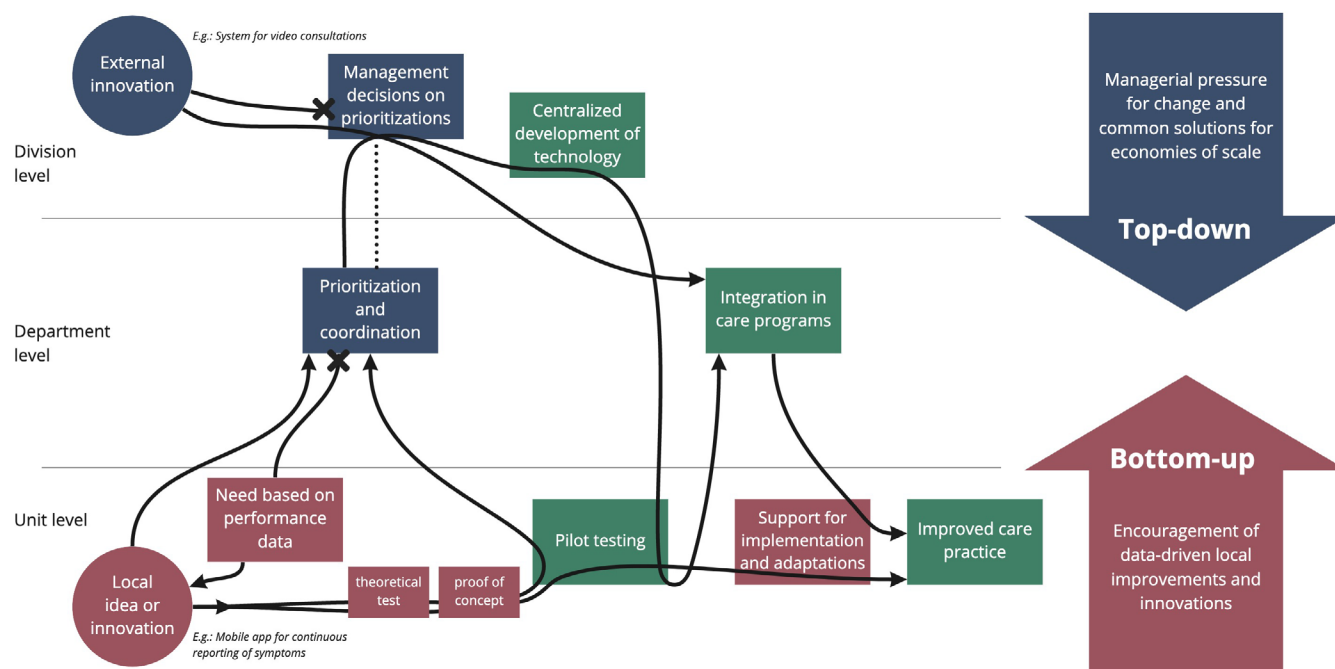 E.g.: System for video consultations
External
innovation
Management
decisions on
prioritizations
Centralized
development of
technology
Managerial pressure
for change and
common solutions for
economies of scale
Division
level
Top-down
Prioritization
and
coordination
Integration in
care programs
Department
level
Bottom-up
Need based on
performance
data
Unit level
Pilot testing
Support for
implementation
and adaptations
Improved care
practice
Encouragement of
data-driven local
improvements and
innovations
Local
idea or
innovation
theoretical
test
proof of
concept
E.g.: Mobile app for continuous
reporting of symptoms